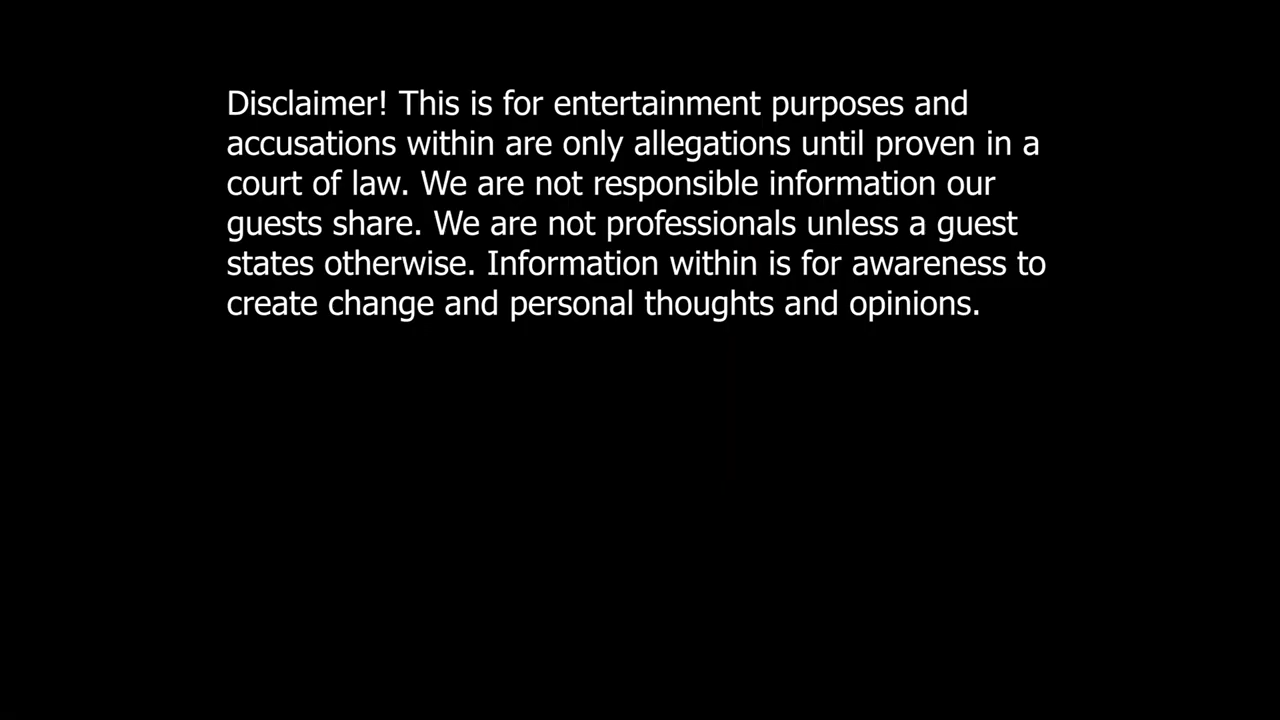 Disclaimer! This is for entertainment purposes and
accusations within are only allegations until proven in a
court of law. We are not responsible information our
guests share. We are not professionals unless a guest
states otherwise. Information within is for awareness to
create change and personal thoughts and opinions.